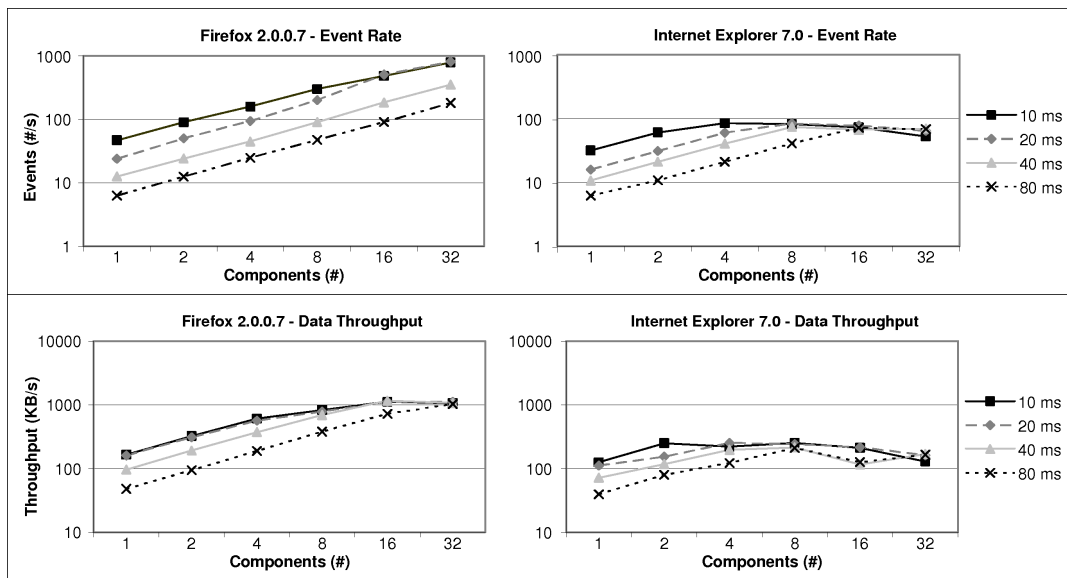 Firefox 2.0.0.7 - Event Rate
Events (#/s)
1000
100
10
1
1 2 4 8 16 32
Components (#)
Internet Explorer 7.0 - Event Rate
1000
100
10
1
1 2 4 8 16 32
Components (#)
10 ms
20 ms
40 ms
80 ms
Firefox 2.0.0.7 - Data Throughput
Throughput (KB/s)
10000
1000
100
10
1 2 4 8 16 32
Components (#)
Internet Explorer 7.0 - Data Throughput
10000
1000
100
10
1 2 4 8 16 32
Components (#)
10 ms
20 ms
40 ms
80 ms